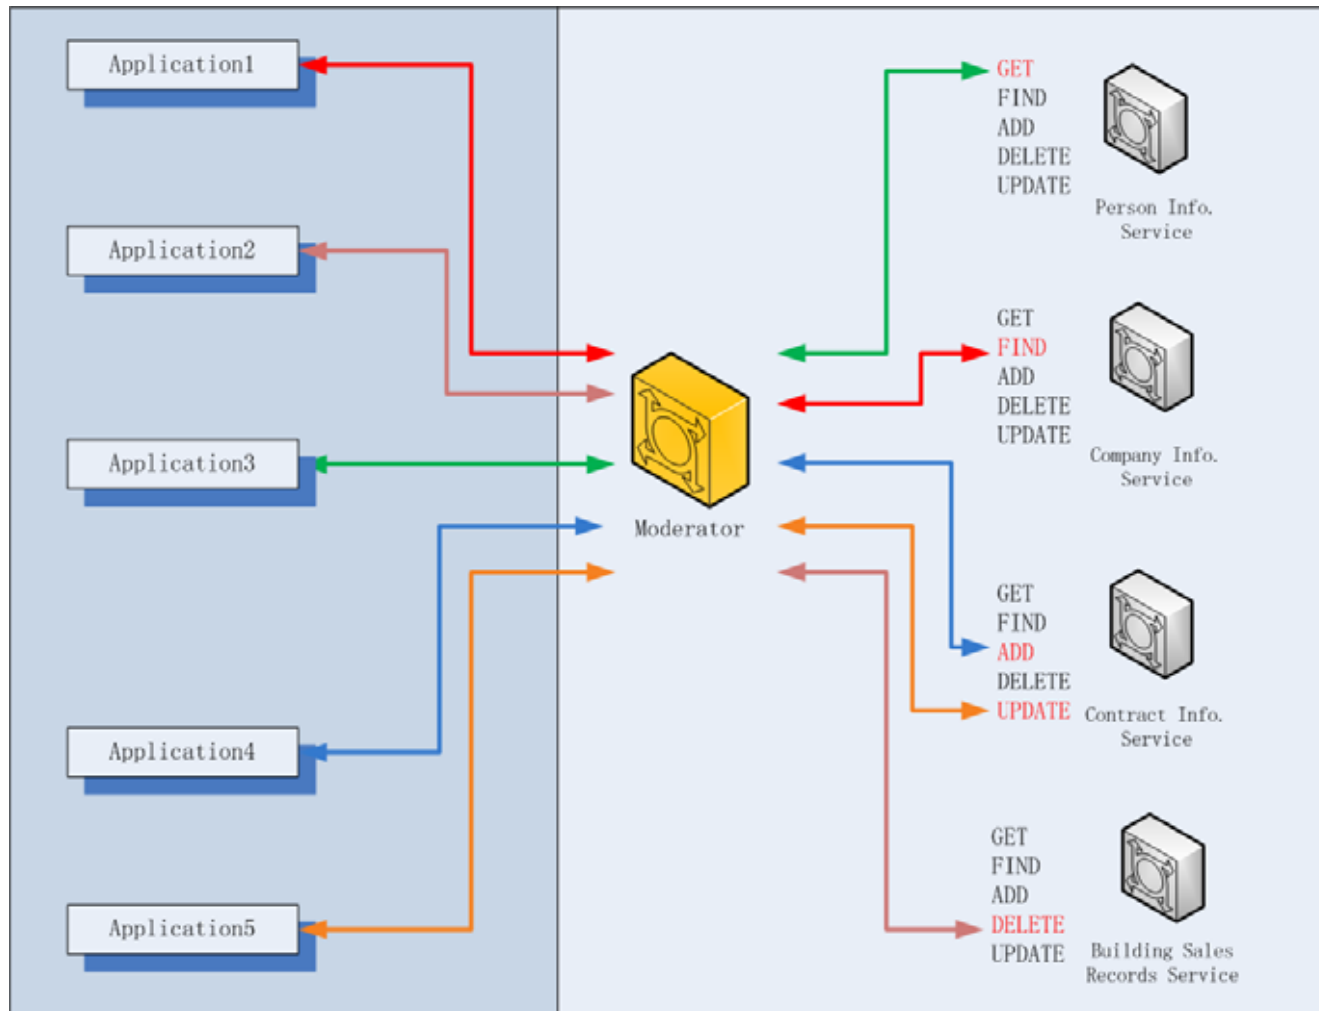 Application1
Application2
Application3
Application4
Application5
Moderator
GET
FIND
ADD
DELETE
UPDATE
Person Info.
Service
GET
FIND
ADD
DELETE
UPDATE
Company Info.
Service
GET
FIND
ADD
DELETE
UPDATE
Contract Info.
Service
GET
FIND
ADD
DELETE
UPDATE
Building Sales
Records Service